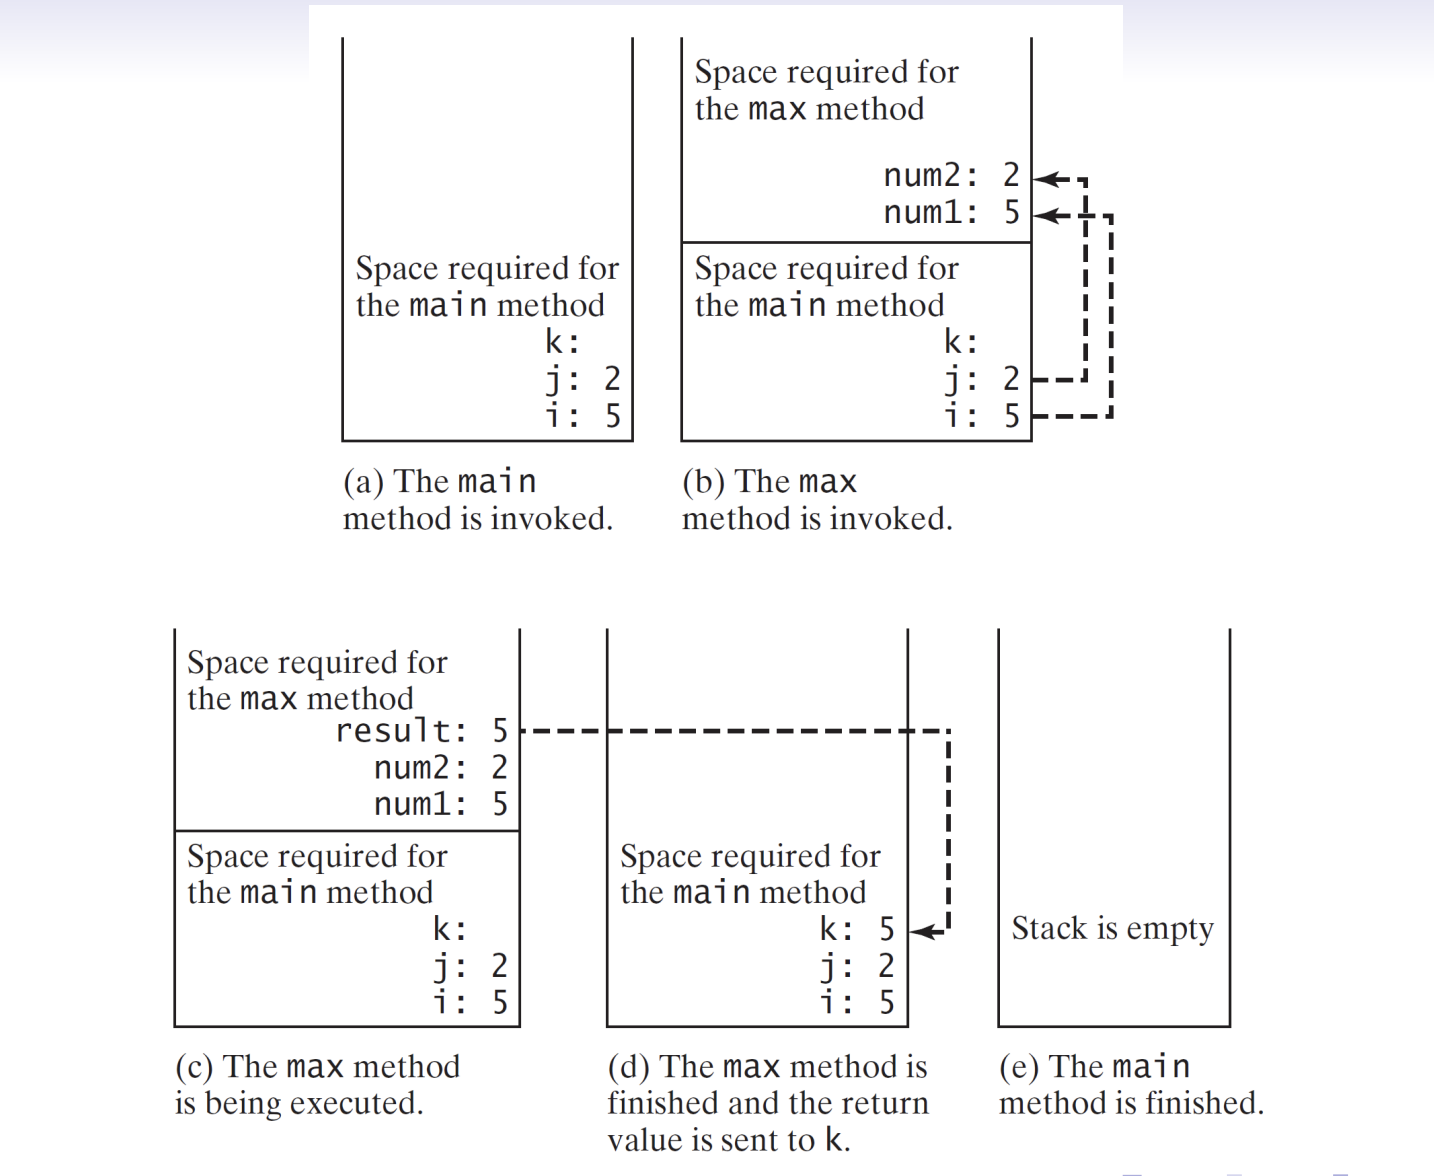 Space required for
the main method
k:
j: 2
i: 5
(a) The main
method is invoked.
Space required for
the max method
num2: 2
num1: 5
Space required for
the main method
k:
j: 2
i: 5
(b) The max
method is invoked.
Space required for
the max method
result: 5
num2: 2
num1: 5
Space required for
the main method
k:
j: 2
i: 5
(c) The max method
is being executed.
Space required for
the main method
k: 5
j: 2
i: 5
(d) The max method is
finished and the return
value is sent to k.
Stack is empty
(e) The main
method is finished.